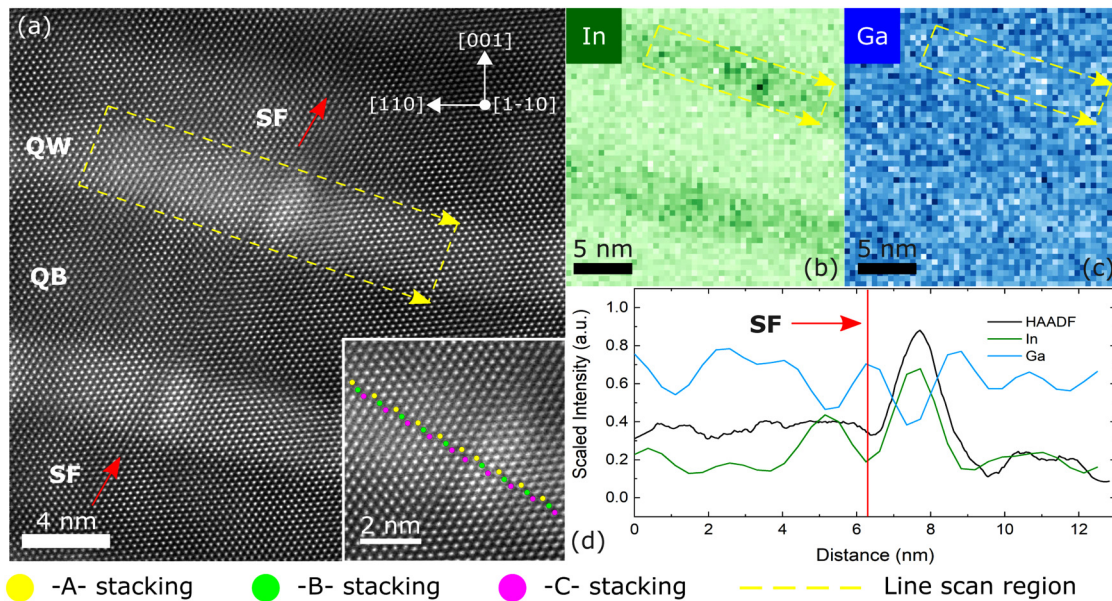 (a)
[001]
[110]
[1-10]
SF
QW
QB
SF
4 nm
2 nm
In
5 nm
(b)
Ga
5 nm
(c)
Scaled Intensity (a.u.)
1.0
0.8
0.6
0.4
0.2
0.0
SF
HAADF
In
Ga
0 2 4 6 8 10 12
Distance (nm)
(d)
-A- stacking
-B- stacking
-C- stacking
Line scan region